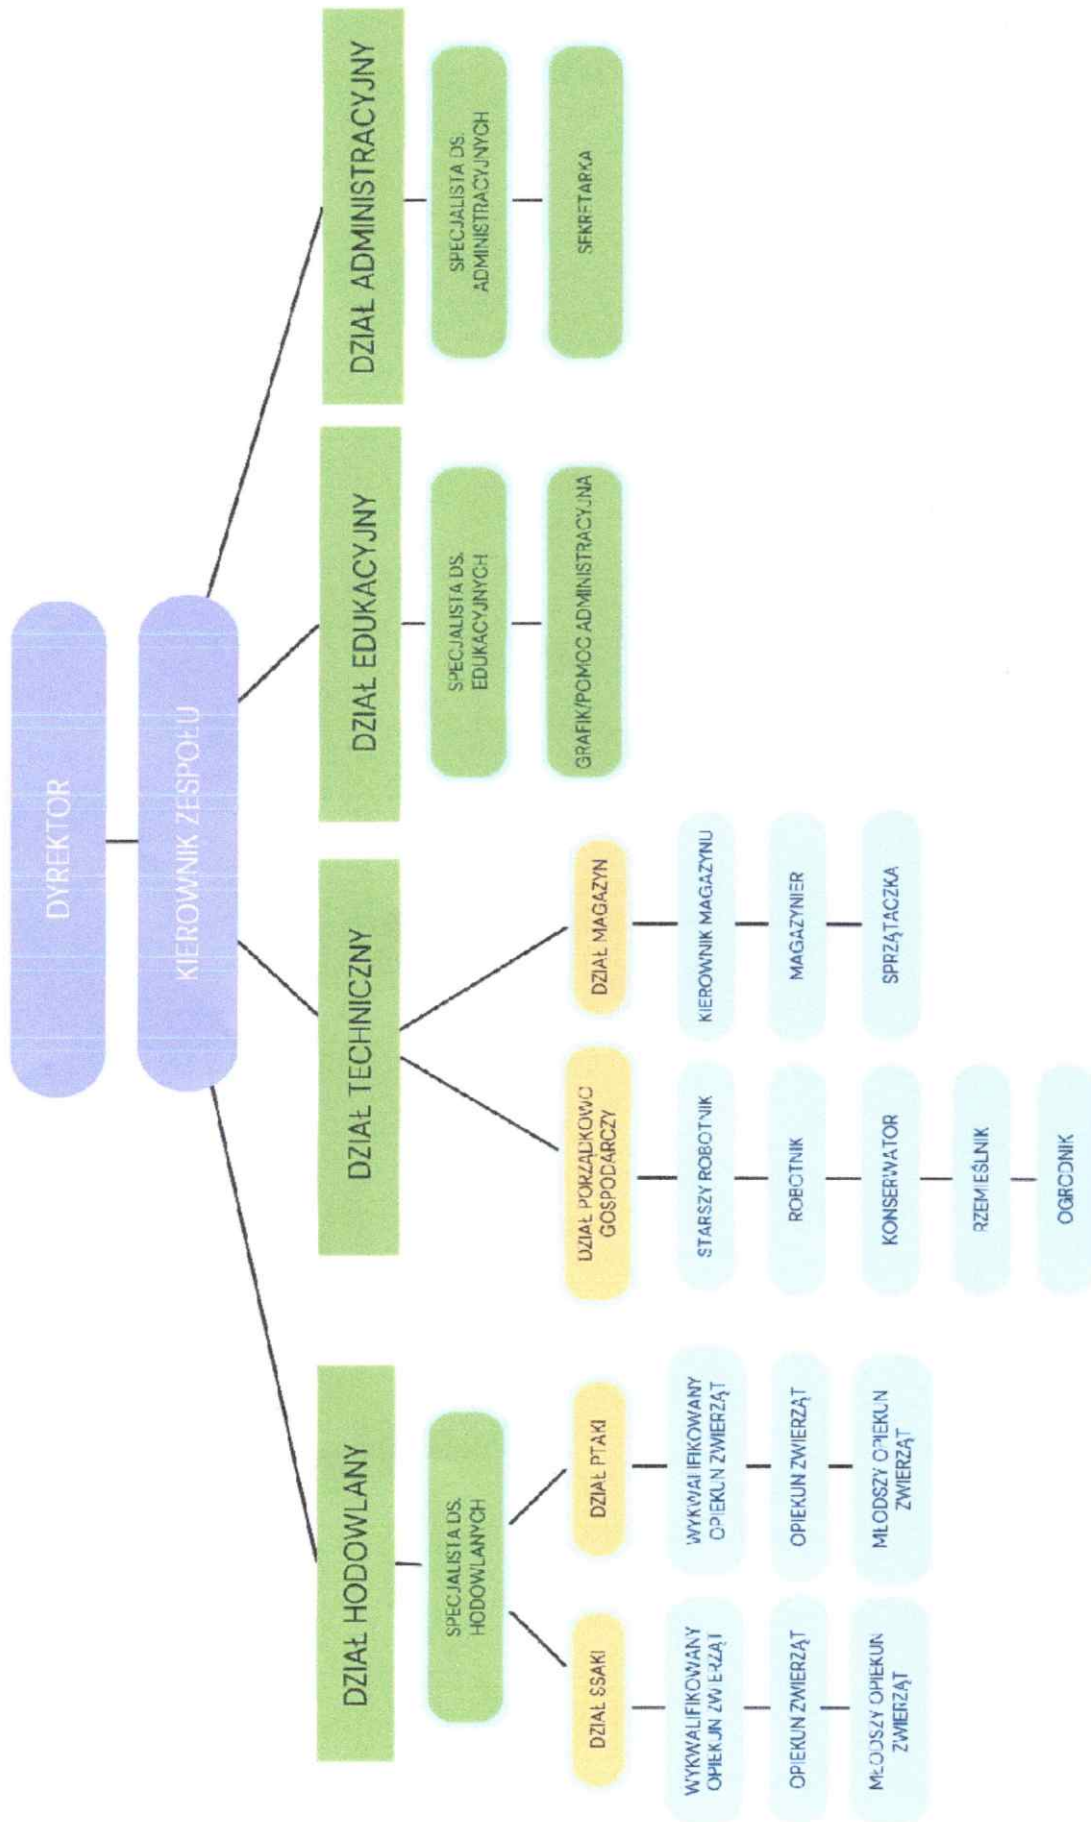 DYREKTOR
KIEROWNIK ZESPOŁU
DZIAŁ HODOWLANY
SPECJALISTA DS.
HODOWLANYCH
DZIAŁ SSAKI
WYKWALIFIKOWANY
OPIEKUN ZWIERZĄT
OPIEKUN ZWIERZĄT
MŁODSZY OPIEKUN
ZWIERZĄT
DZIAŁ PTAKI
WYKWALIFIKOWANY
OPIEKUN ZWIERZĄT
OPIEKUN ZWIERZĄT
MŁODSZY OPIEKUN
ZWIERZĄT
DZIAŁ TECHNICZNY
DZIAŁ PORZĄDKOWO
GOSPODARCZY
STARSZY ROBOTNIK
ROBOTNIK
KONSERWATOR
RZEMIEŚLNIK
OGRODNIK
DZIAŁ MAGAZYN
KIEROWNIK MAGAZYNU
MAGAZYNIER
SPRZĄTACZKA
DZIAŁ EDUKACYJNY
SPECJALISTA DS.
EDUKACYJNYCH
GRAFIK/POMOC ADMINISTRACYJNA
DZIAŁ ADMINISTRACYJNY
SPECJALISTA DS.
ADMINISTRACYJNYCH
SEKRETARKA